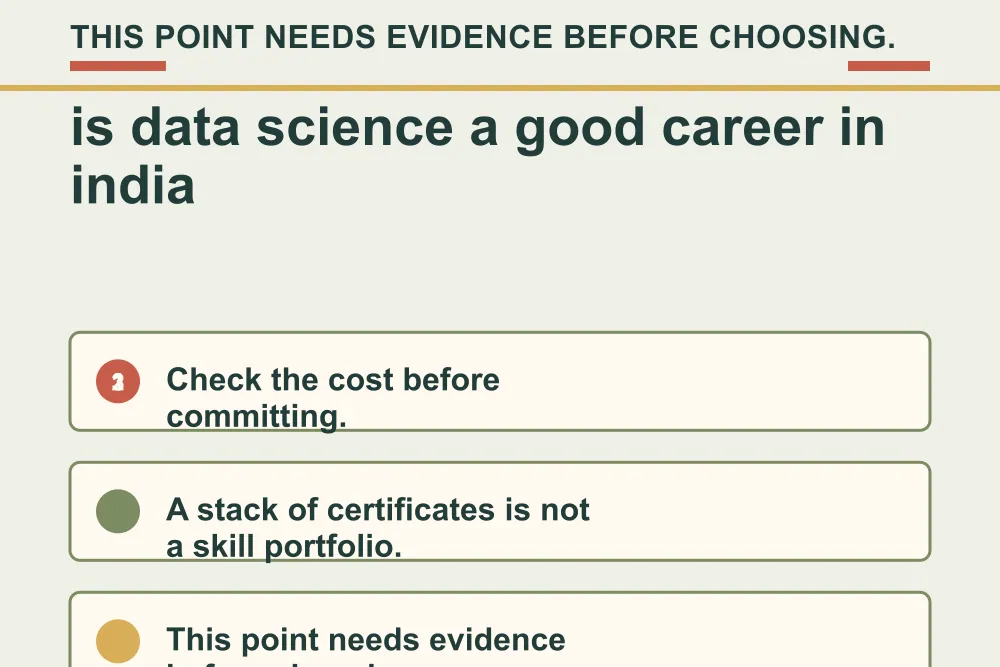 THIS POINT NEEDS EVIDENCE BEFORE CHOOSING.
is data science a good career in
india
Check the cost before
committing.
A stack of certificates is not
a skill portfolio.
This point needs evidence